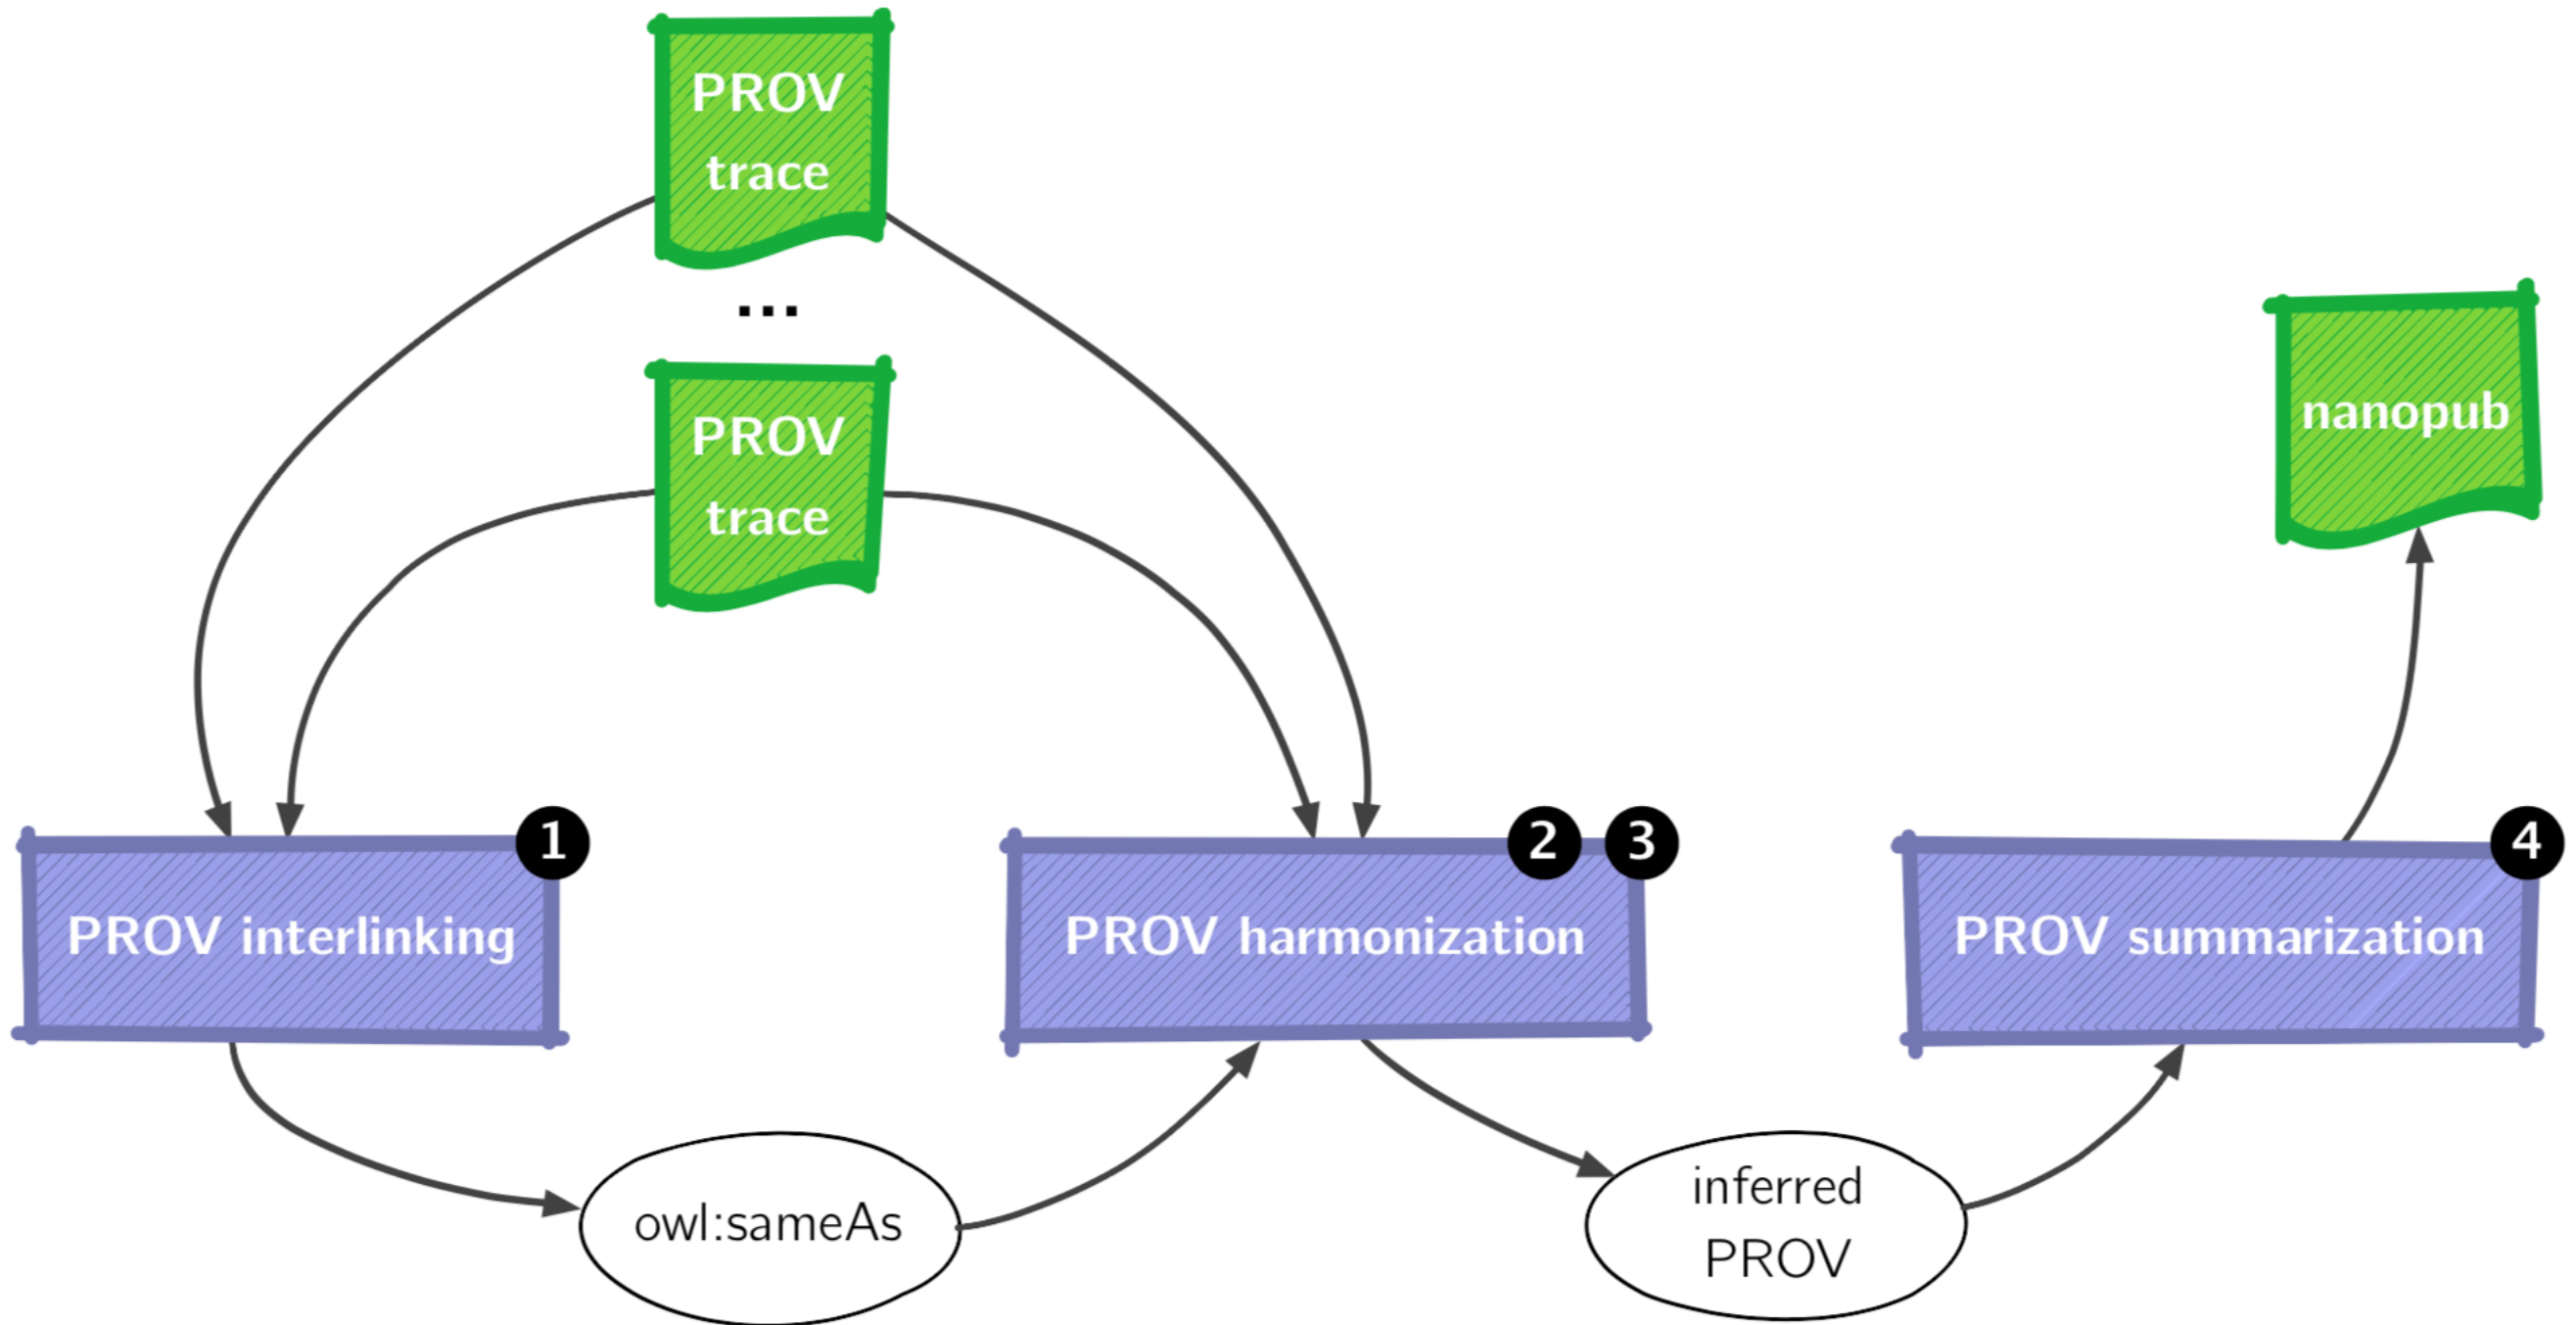 PROV
trace
...
PROV
trace
nanopub
1
2
3
4
PROV interlinking
PROV harmonization
PROV summarization
owl:sameAs
inferred
PROV